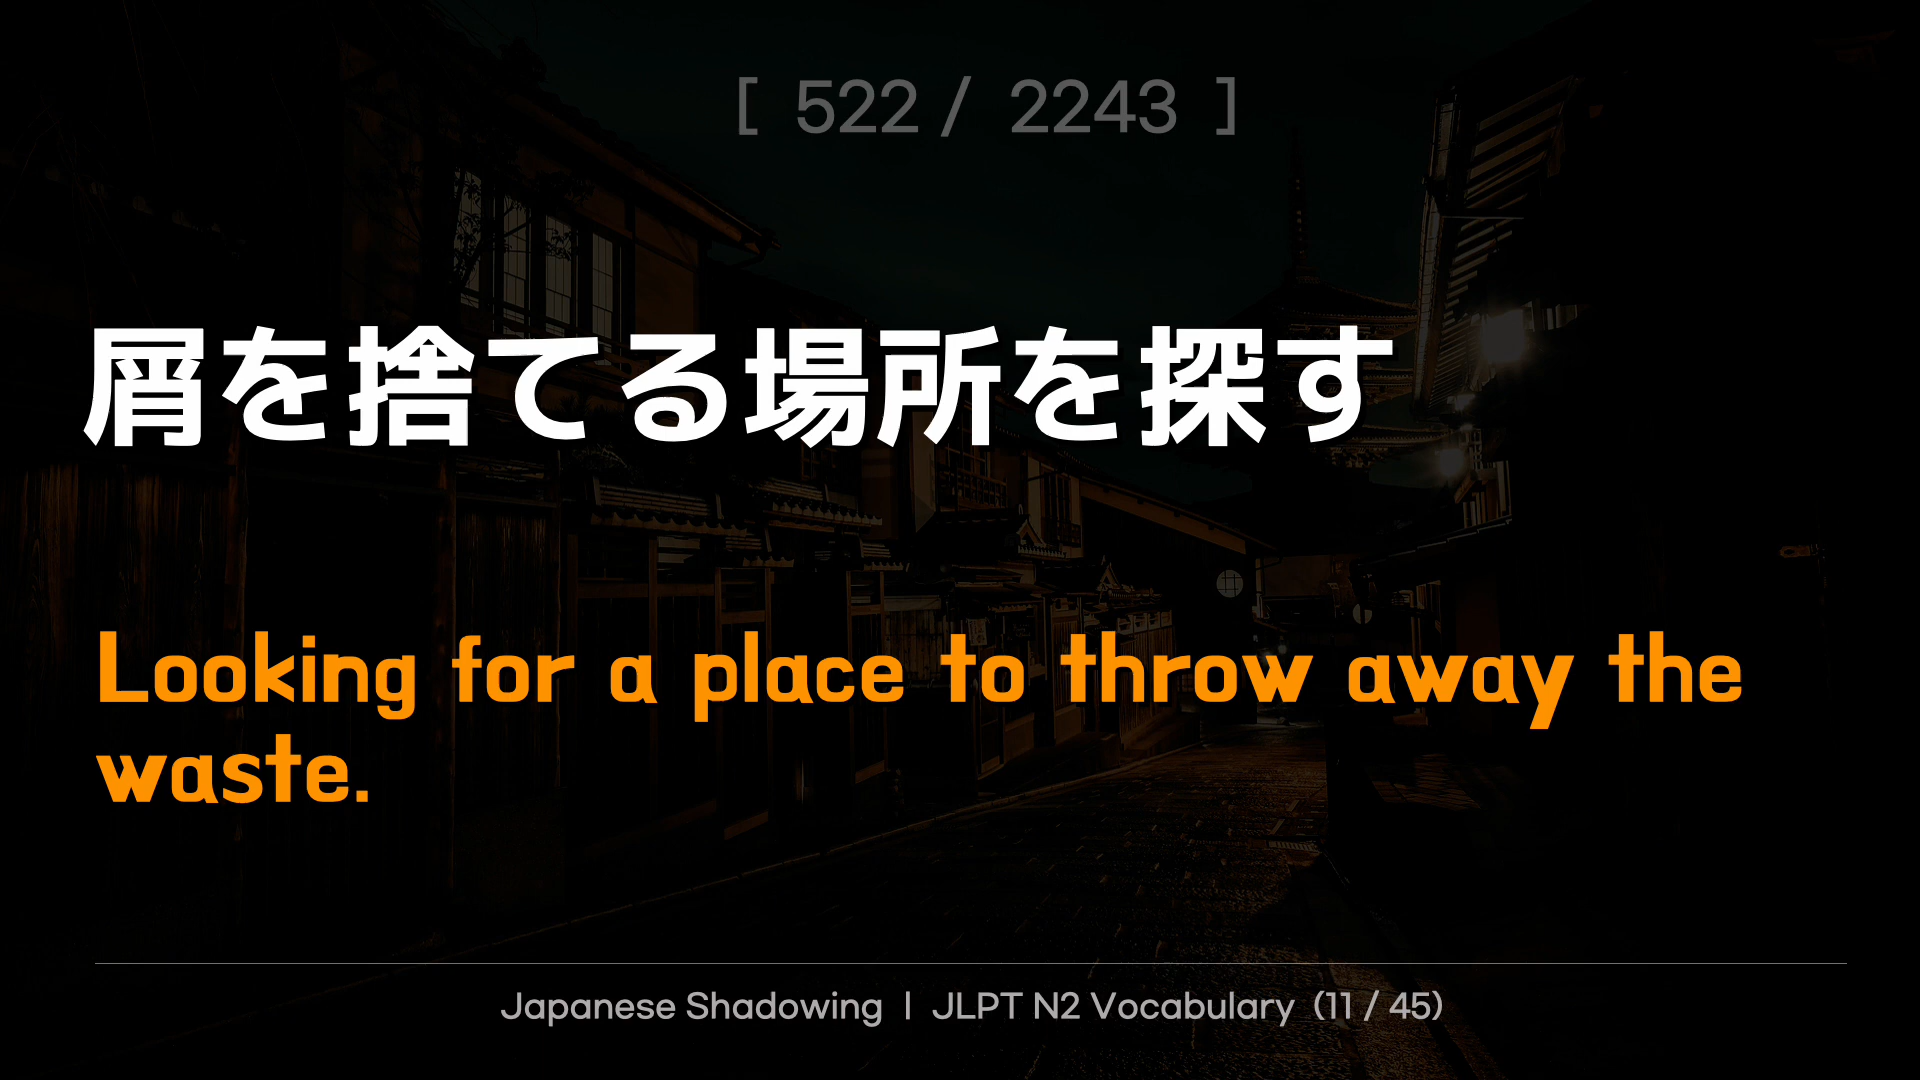 [ 522 / 2243 ]
屑を捨てる場所を探す
Looking for a place to throw away the
waste.
Japanese Shadowing | JLPT N2 Vocabulary (11 / 45)